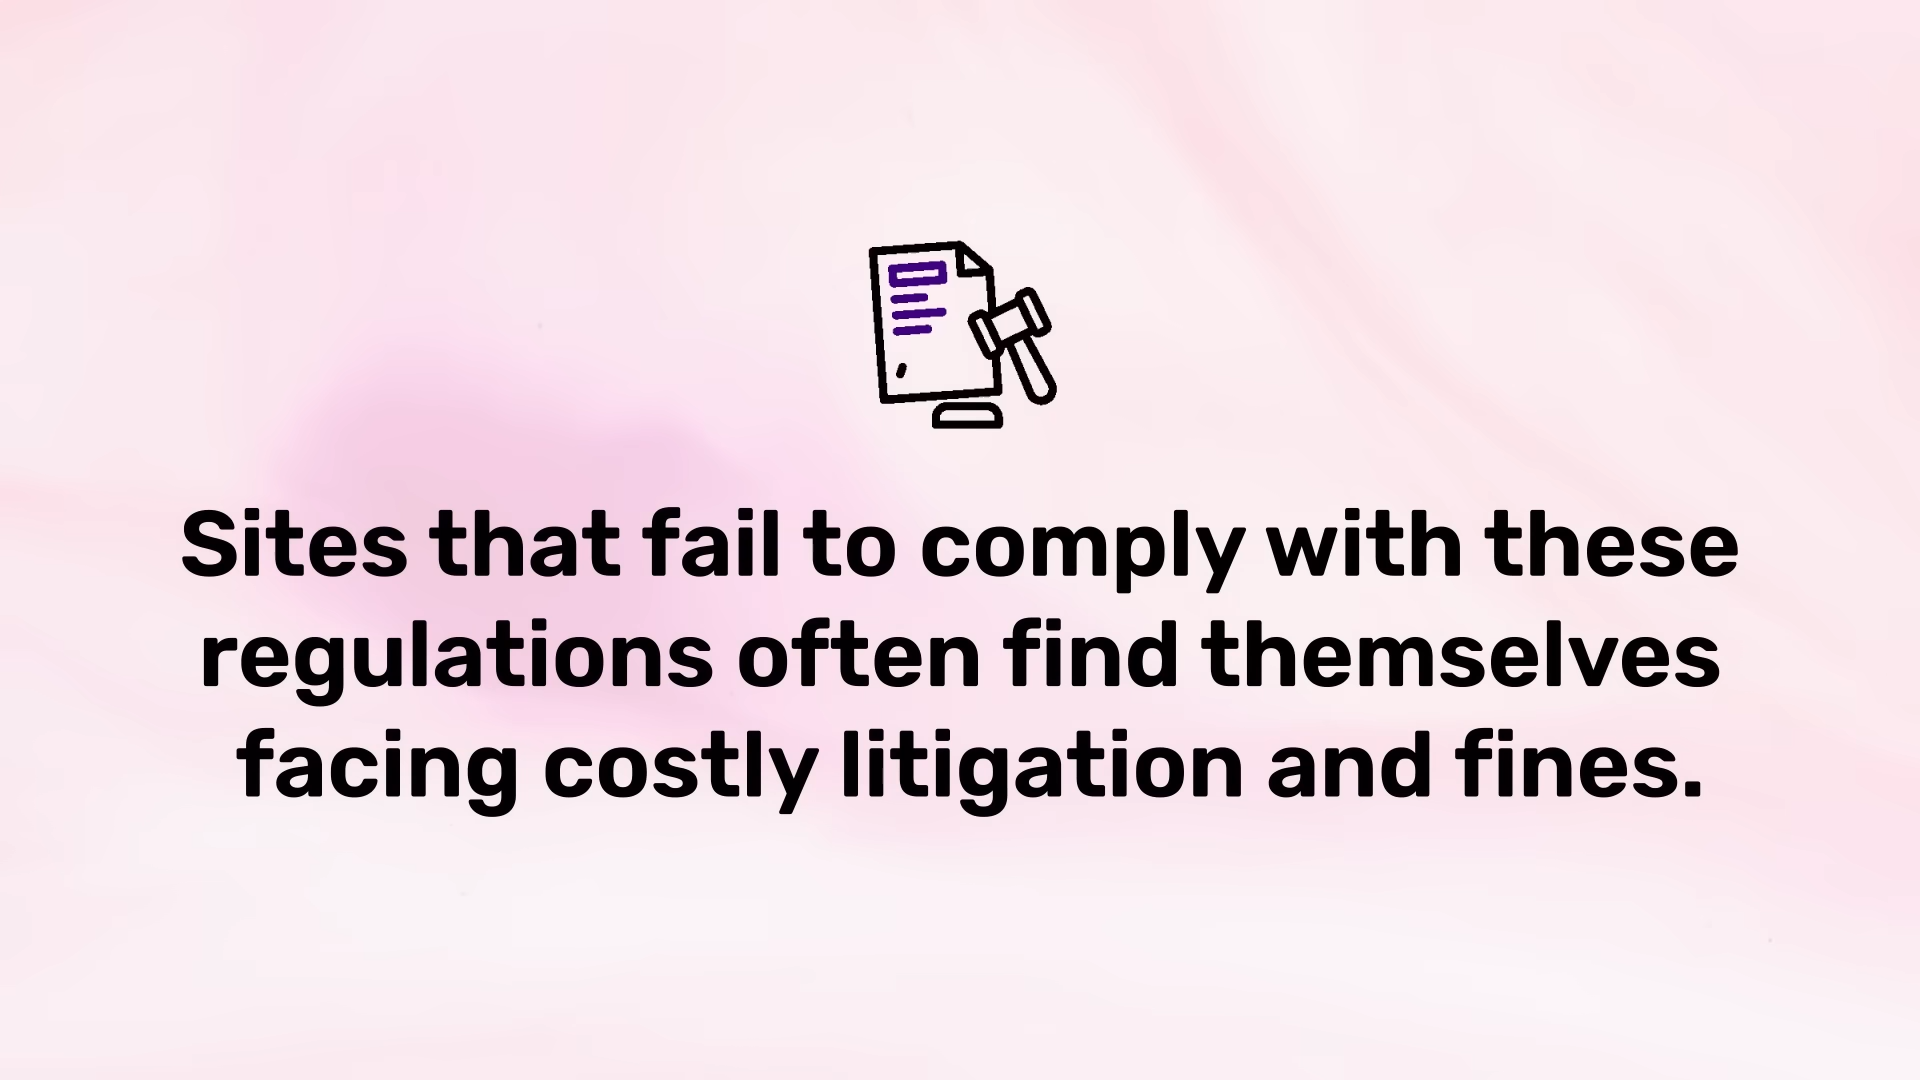 Sites that fail to comply with these
regulations often find themselves
facing costly litigation and fines.